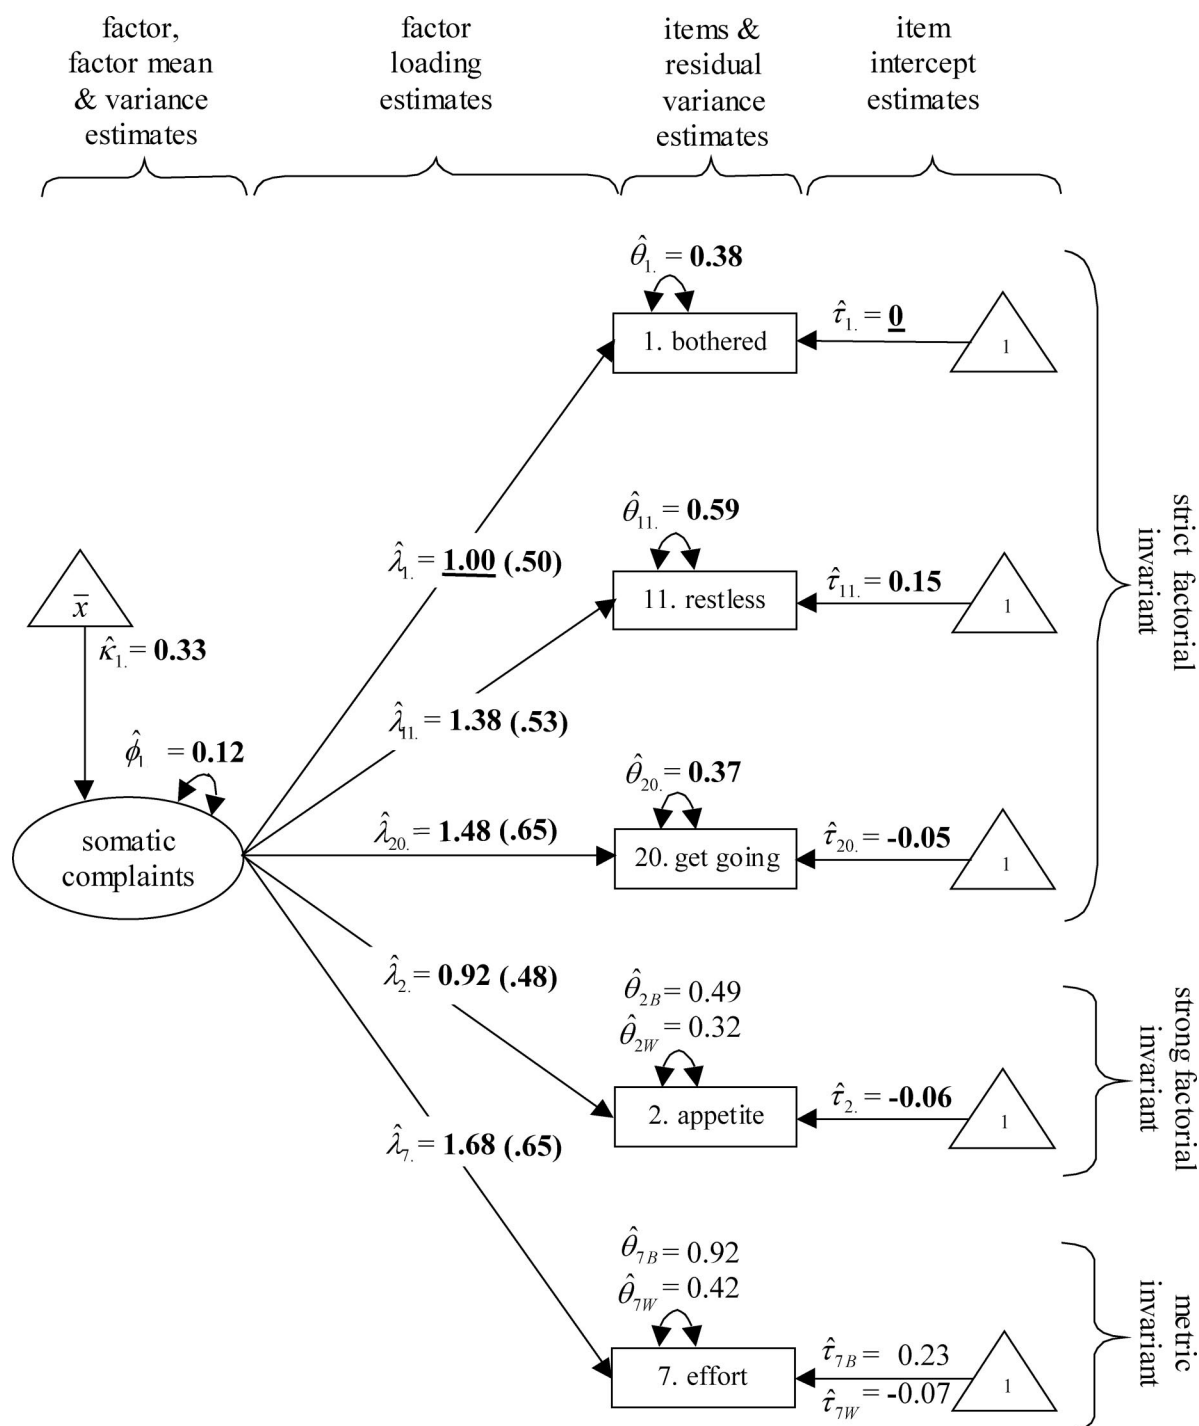 factor,
factor mean
& variance
estimates
factor
loading
estimates
items &
residual
variance
estimates
item
intercept
estimates
θ̂1. = 0.38
1. bothered
τ̂1. = 0
1
λ̂1. = 1.00 (.50)
θ̂11. = 0.59
11. restless
τ̂11. = 0.15
1
strict factorial
invariant
x̄
κ̂1. = 0.33
λ̂11. = 1.38 (.53)
ϕ̂1 = 0.12
somatic
complaints
λ̂20. = 1.48 (.65)
θ̂20. = 0.37
20. get going
τ̂20. = -0.05
1
λ̂2. = 0.92 (.48)
θ̂2B = 0.49
θ̂2W = 0.32
2. appetite
τ̂2. = -0.06
1
strong factorial
invariant
λ̂7. = 1.68 (.65)
θ̂7B = 0.92
θ̂7W = 0.42
7. effort
τ̂7B = 0.23
τ̂7W = -0.07
1
metric
invariant